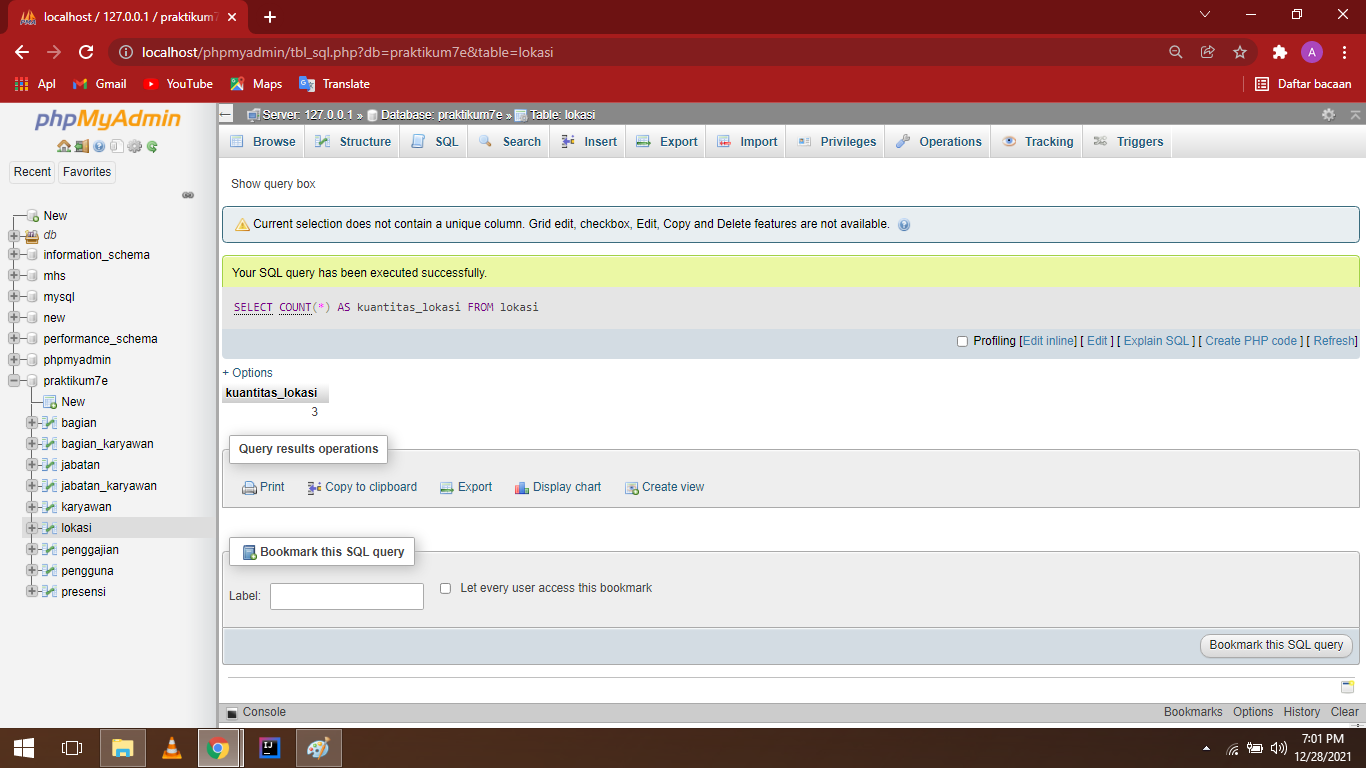 localhost / 127.0.0.1 / praktikum7
localhost/phpmyadmin/tbl_sql.php?db=praktikum7e&table=lokasi
A
Apl Gmail YouTube Maps Translate Daftar bacaan
phpMyAdmin
Recent Favorites
New
db
information_schema
mhs
mysql
new
performance_schema
phpmyadmin
praktikum7e
New
bagian
bagian_karyawan
jabatan
jabatan_karyawan
karyawan
lokasi
penggajian
pengguna
presensi
Server: 127.0.0.1 » Database: praktikum7e » Table: lokasi
Browse Structure SQL Search Insert Export Import Privileges Operations Tracking Triggers
Show query box
Current selection does not contain a unique column. Grid edit, checkbox, Edit, Copy and Delete features are not available.
Your SQL query has been executed successfully.
SELECT COUNT(*) AS kuantitas_lokasi FROM lokasi
Profiling [Edit inline] [ Edit ] [ Explain SQL ] [ Create PHP code ] [ Refresh]
+ Options
kuantitas_lokasi
3
Query results operations
Print Copy to clipboard Export Display chart Create view
Bookmark this SQL query
Label: Let every user access this bookmark
Bookmark this SQL query
Console Bookmarks Options History Clear
7:01 PM
12/28/2021